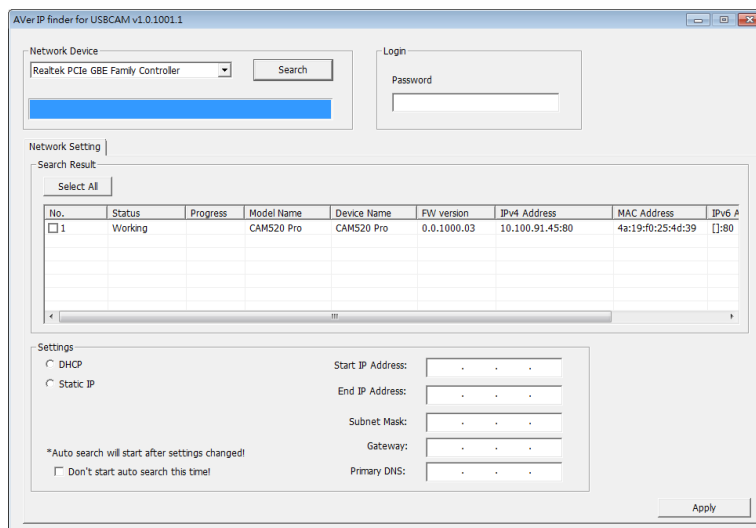 AVer IP finder for USBCAM v1.0.1001.1
Network Device
Realtek PCIe GBE Family Controller
Search
Login
Password
Network Setting
Search Result
Select All
No. Status Progress Model Name Device Name FW version IPv4 Address MAC Address IPv6 A
1 Working CAM520 Pro CAM520 Pro 0.0.1000.03 10.100.91.45:80 4a:19:f0:25:4d:39 []:80
Settings
DHCP
Static IP
Start IP Address: . . .
End IP Address: . . .
Subnet Mask: . . .
Gateway: . . .
Primary DNS: . . .
*Auto search will start after settings changed!
Don't start auto search this time!
Apply